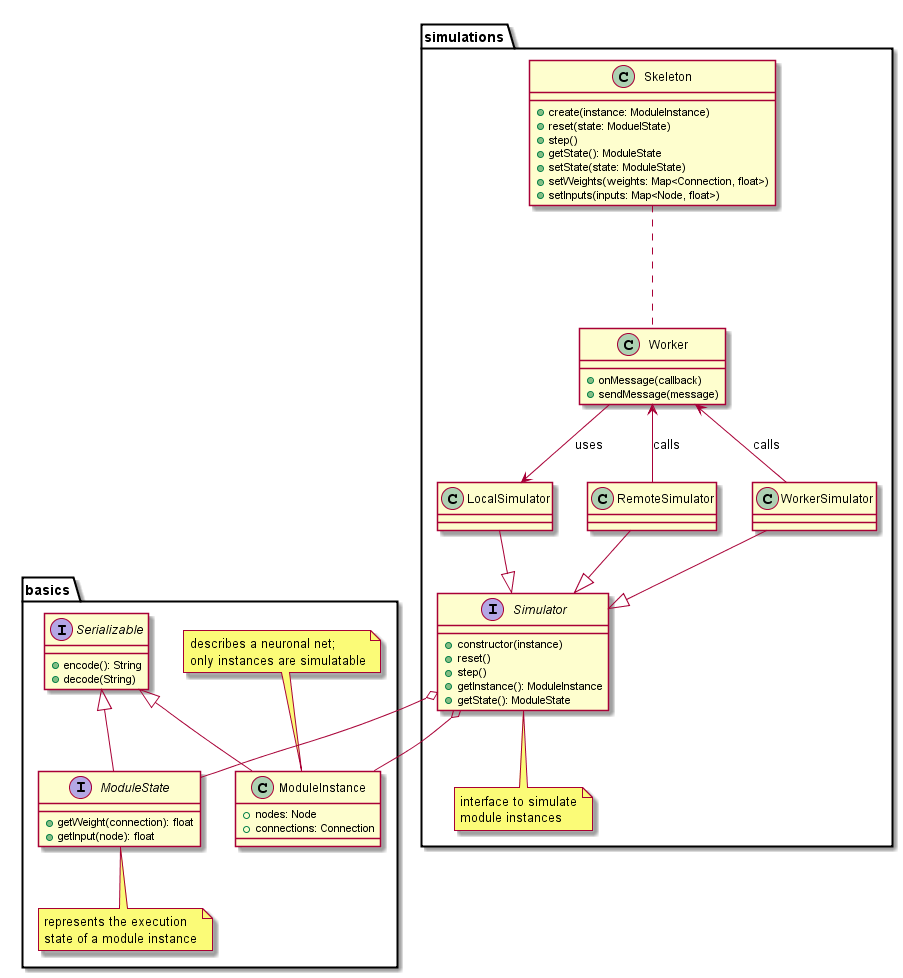 simulations
C Skeleton
create(instance: ModuleInstance)
reset(state: ModuelState)
step()
getState(): ModuleState
setState(state: ModuleState)
setWeights(weights: Map<Connection, float>)
setInputs(inputs: Map<Node, float>)
C Worker
onMessage(callback)
sendMessage(message)
uses
calls
calls
C LocalSimulator
C RemoteSimulator
C WorkerSimulator
I Simulator
constructor(instance)
reset()
step()
getInstance(): ModuleInstance
getState(): ModuleState
interface to simulate
module instances
basics
I Serializable
encode(): String
decode(String)
describes a neuronal net;
only instances are simulatable
I ModuleState
getWeight(connection): float
getInput(node): float
C ModuleInstance
nodes: Node
connections: Connection
represents the execution
state of a module instance